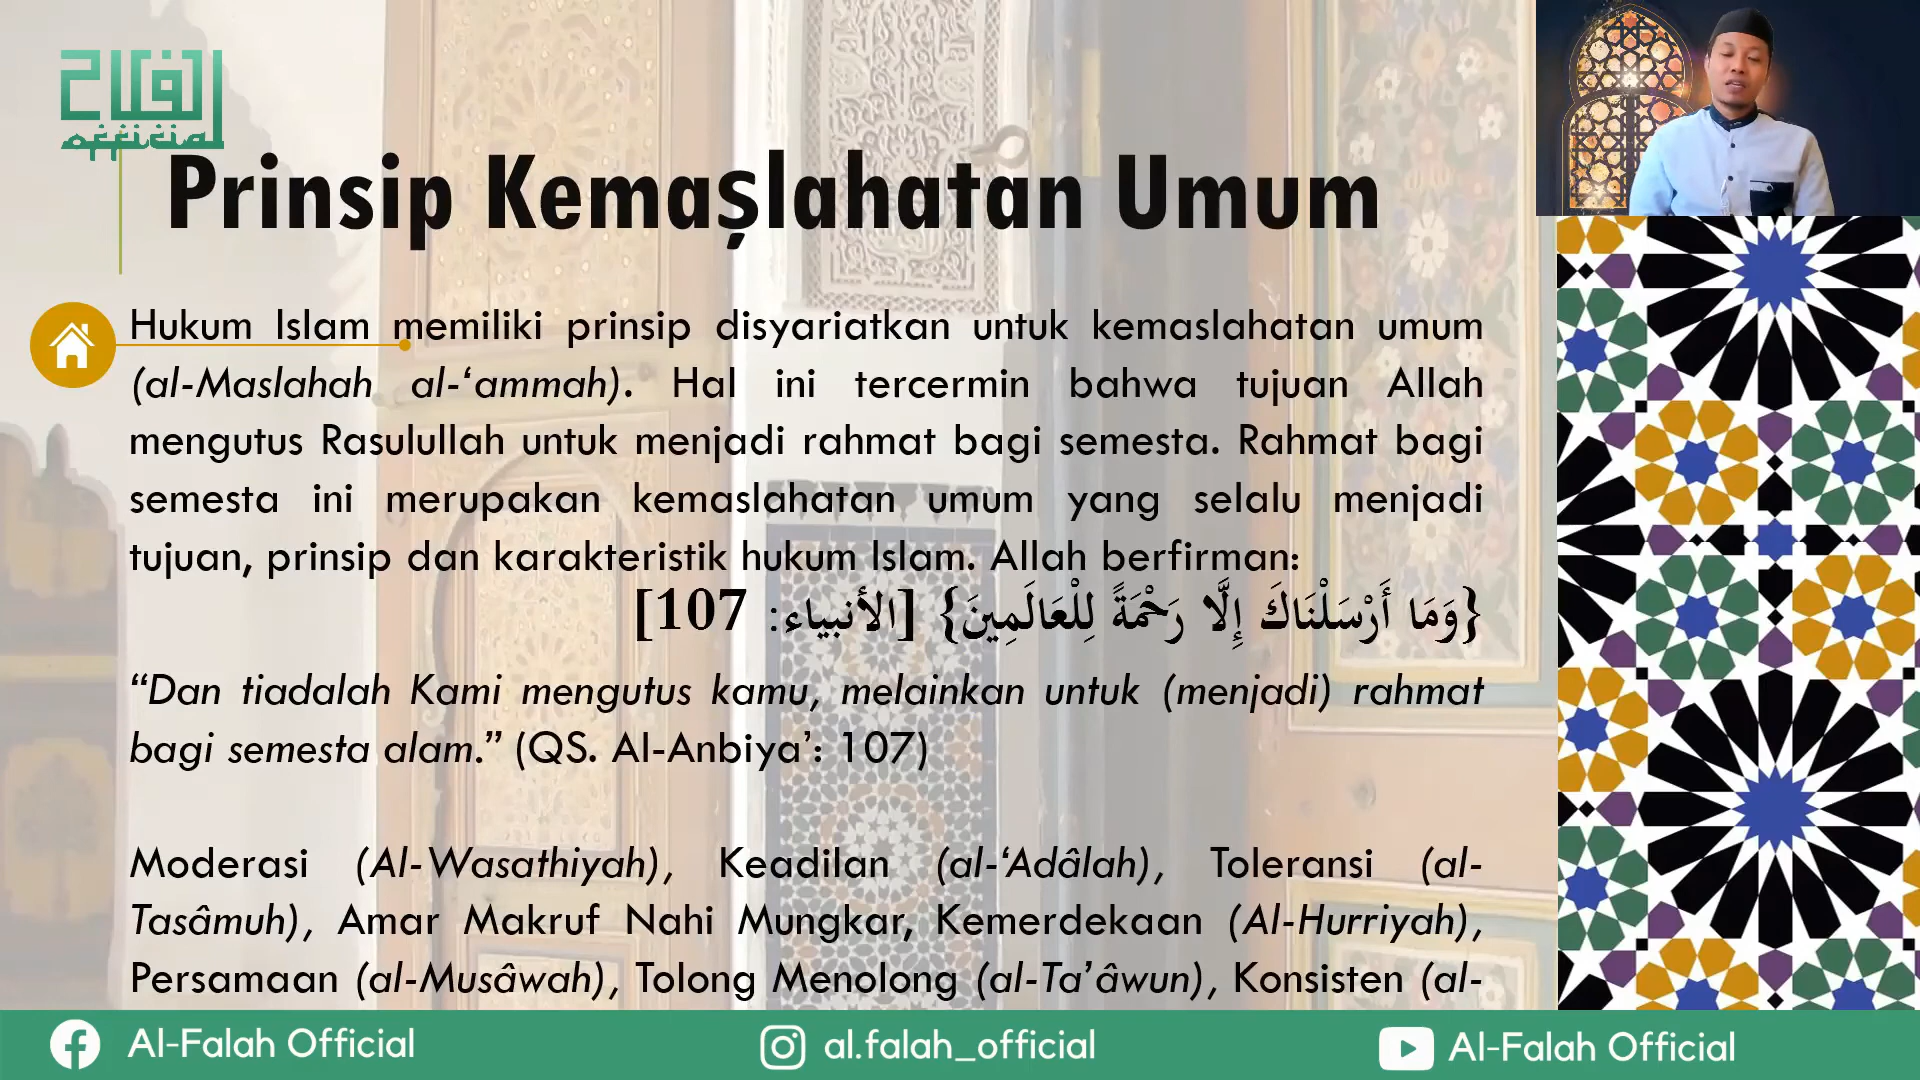 الفلاح
official
Prinsip Kemaṣlahatan Umum
Hukum Islam memiliki prinsip disyariatkan untuk kemaslahatan umum
(al-Maslahah al-‘ammah). Hal ini tercermin bahwa tujuan Allah
mengutus Rasulullah untuk menjadi rahmat bagi semesta. Rahmat bagi
semesta ini merupakan kemaslahatan umum yang selalu menjadi
tujuan, prinsip dan karakteristik hukum Islam. Allah berfirman:
{وَمَا أَرْسَلْنَاكَ إِلَّا رَحْمَةً لِلْعَالَمِينَ} [الأنبياء: 107]
“Dan tiadalah Kami mengutus kamu, melainkan untuk (menjadi) rahmat
bagi semesta alam.” (QS. Al-Anbiya’: 107)
Moderasi (Al-Wasathiyah), Keadilan (al-‘Adâlah), Toleransi (al-
Tasâmuh), Amar Makruf Nahi Mungkar, Kemerdekaan (Al-Hurriyah),
Persamaan (al-Musâwah), Tolong Menolong (al-Ta’âwun), Konsisten (al-
Al-Falah Official
al.falah_official
Al-Falah Official